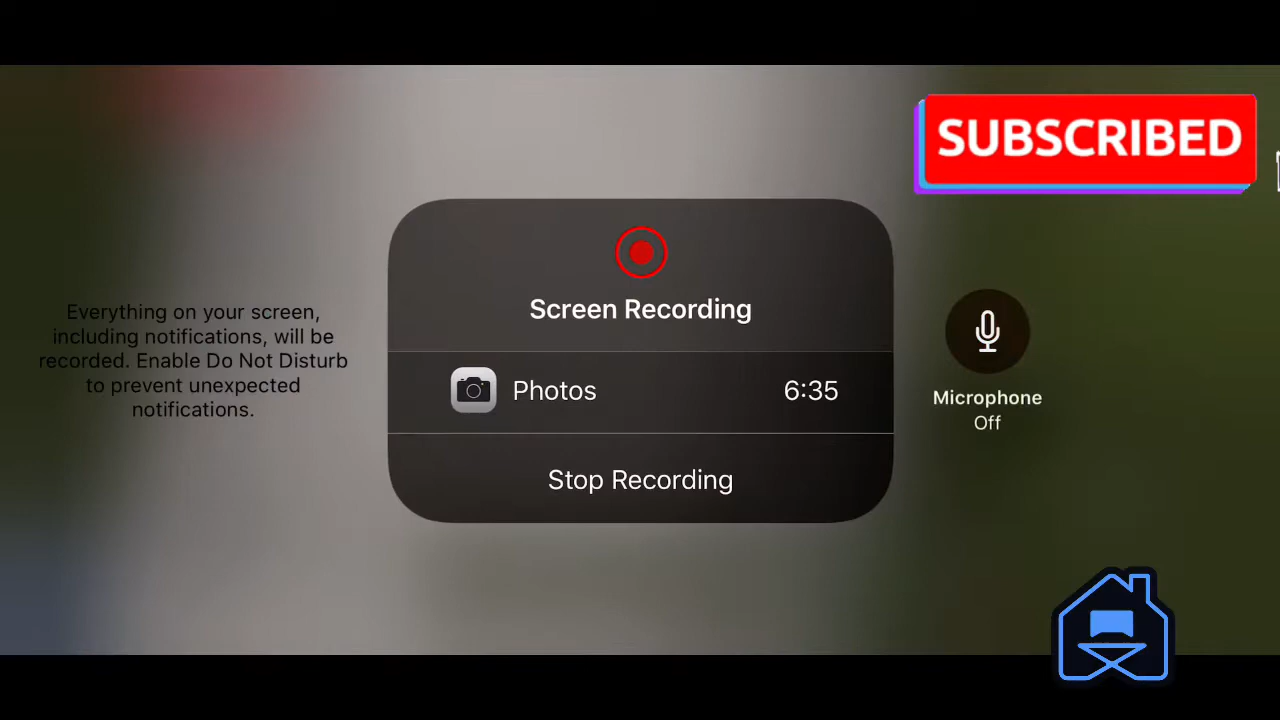 SUBSCRIBED
Screen Recording
Everything on your screen,
including notifications, will be
recorded. Enable Do Not Disturb
to prevent unexpected
notifications.
Photos 6:35
Microphone
Off
Stop Recording